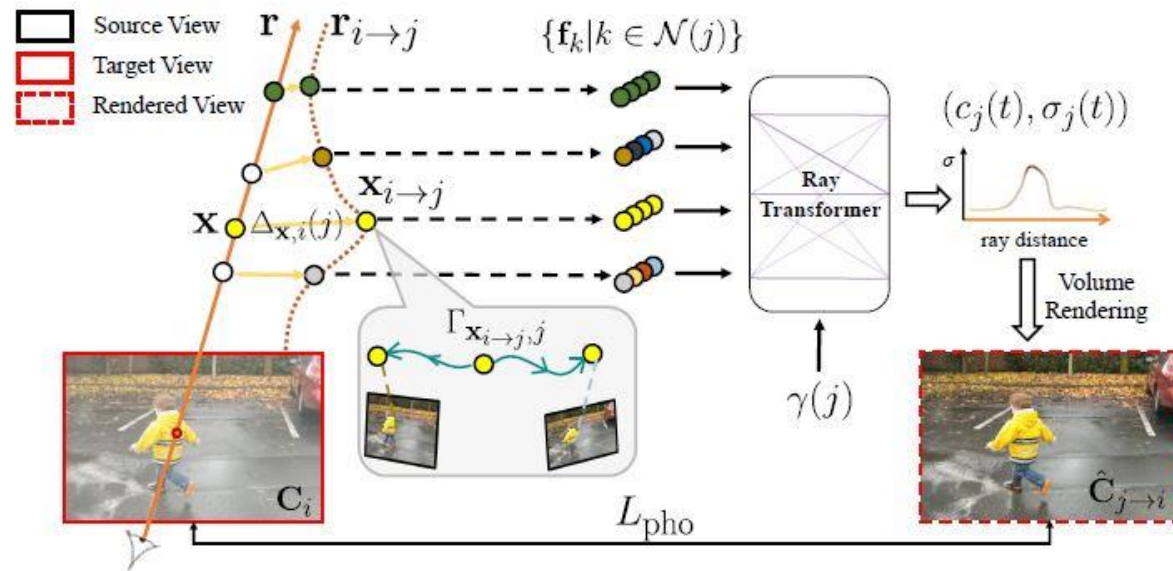 Source View
Target View
Rendered View
r
r_{i→j}
{f_k|k ∈ N(j)}
(c_j(t), σ_j(t))
σ
ray distance
Ray
Transformer
x_{i→j}
x
Δ_{x,i}(j)
Γ_{x_{i→j},j}
Volume
Rendering
γ(j)
C_i
Ĉ_{j→i}
L_pho